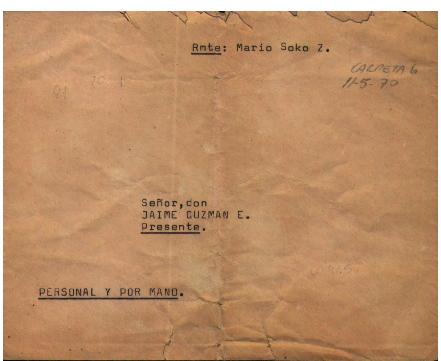 Rmte: Mario Soko Z.
CARPETA 6
11-5-70
Señor,don
JAIME GUZMAN E.
Presente.
PERSONAL Y POR MANO.